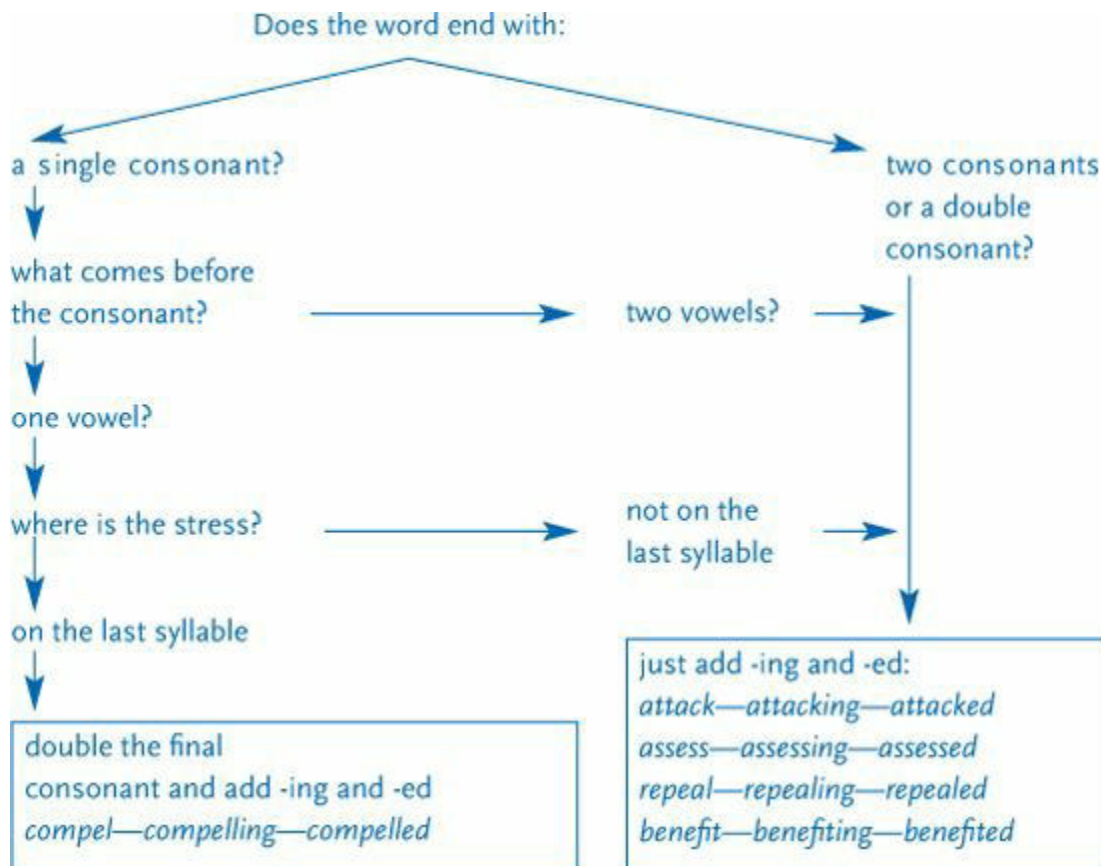 Does the word end with:
a single consonant?
two consonants
or a double
consonant?
what comes before
the consonant?
two vowels?
one vowel?
where is the stress?
not on the
last syllable
on the last syllable
double the final
consonant and add -ing and -ed
compel—compelling—compelled
just add -ing and -ed:
attack—attacking—attacked
assess—assessing—assessed
repeal—repealing—repealed
benefit—benefiting—benefited